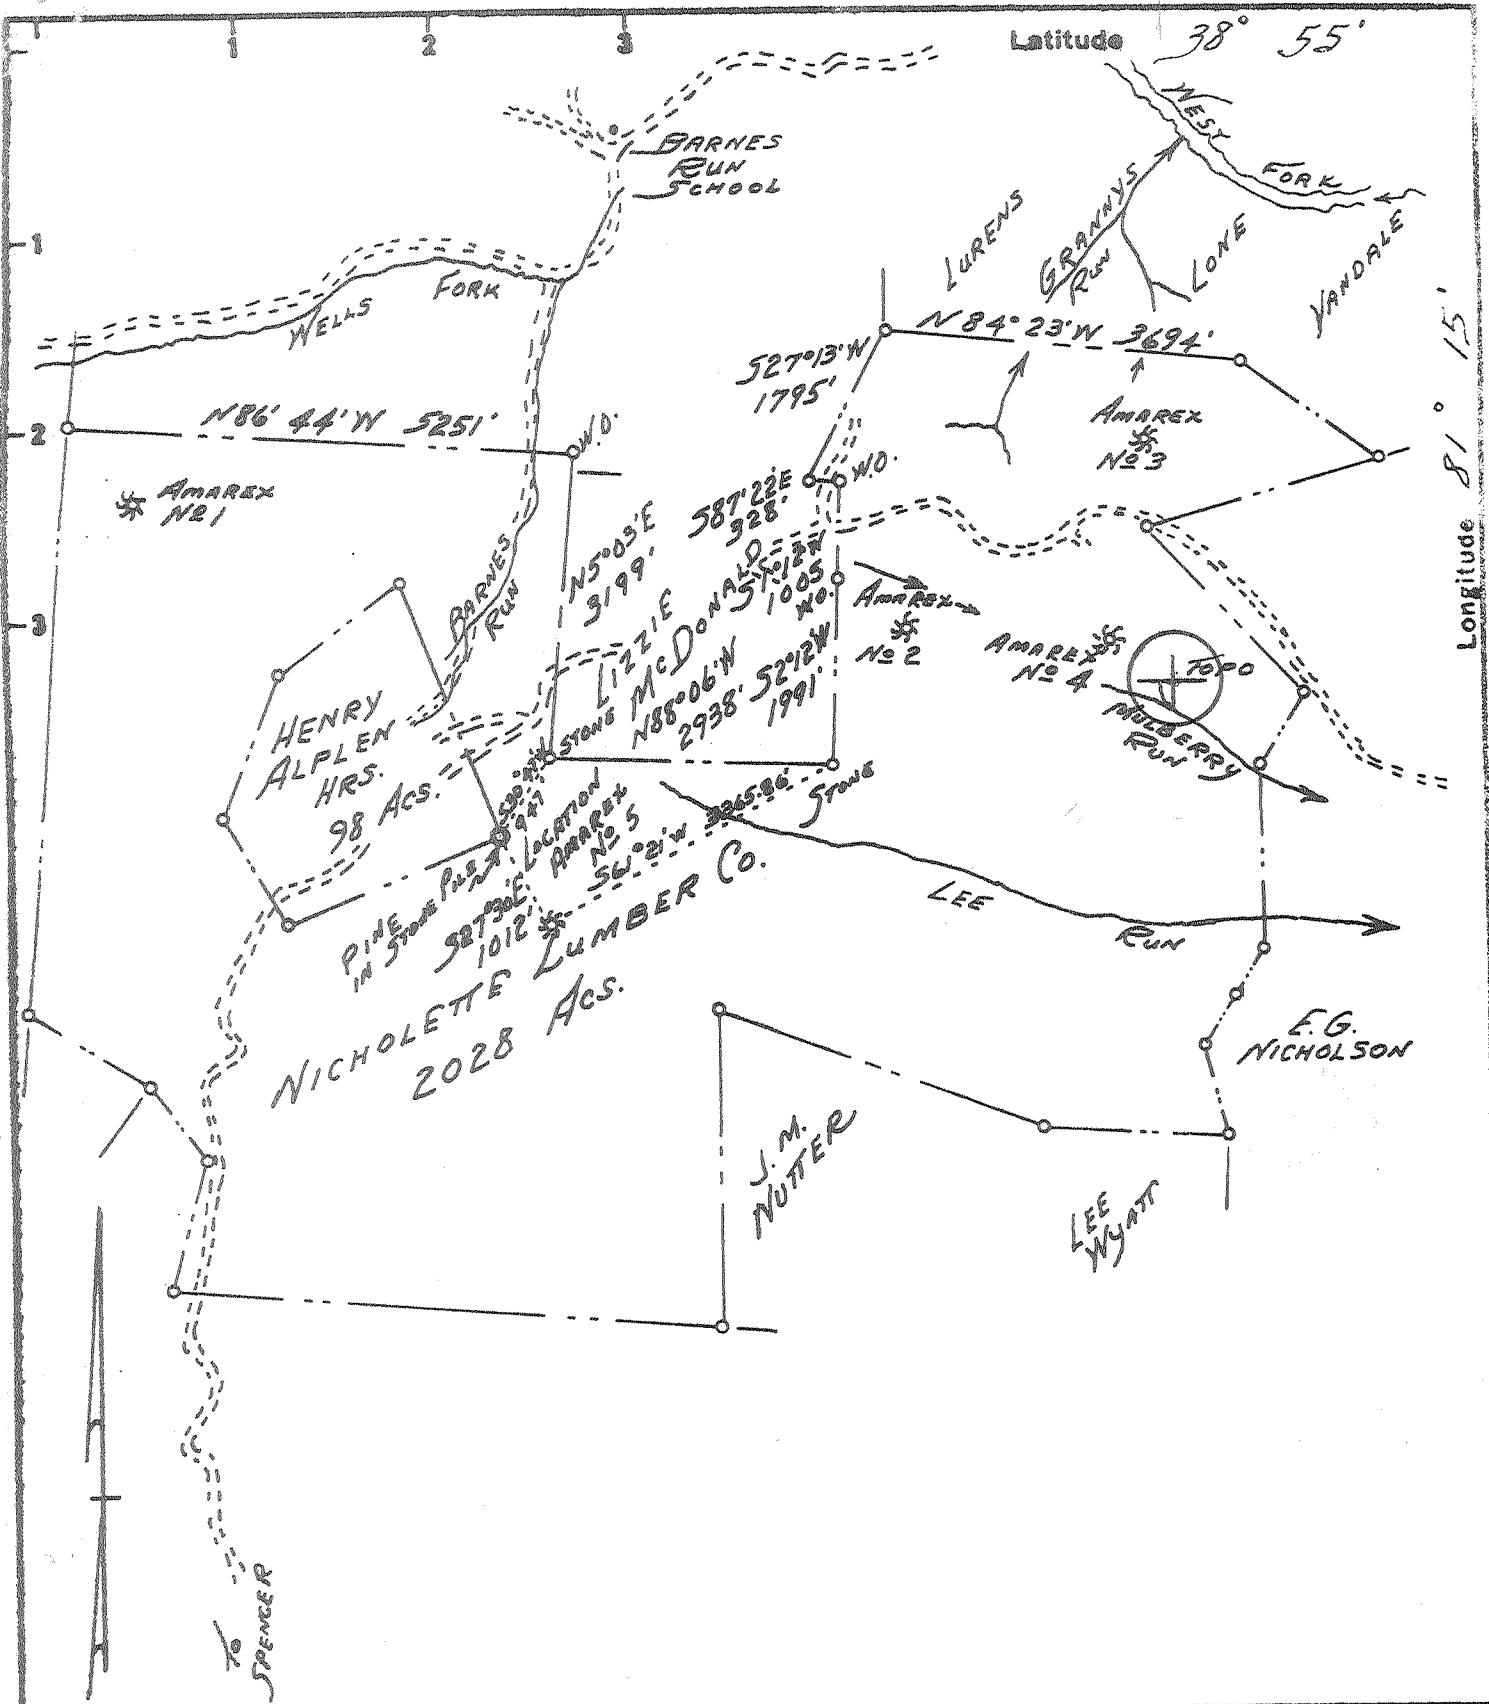 1
2
3
Latitude 38° 55'
WEST
FORK
BARNES
RUN
SCHOOL
1
LURENS
GRANNYS
RUN
LONE
VANDALE
WELLS
FORK
Longitude 81° 15'
N 84° 23' W 3694'
S27°13'W
1795'
2
N86' 44' W 5251'
W.O.
AMAREX
No 3
AMAREX
No 1
W.O.
S87'22'E
328'
N5°03'E
3199'
LIZZIE
MCDONALD
1005
W.O.
3
BARNES
RUN
AMAREX
No 2
AMAREX
No 4
TOPO
MULBERRY
RUN
HENRY
ALPLEN
HRS.
98 ACS.
STONE
N88°06'W
2938'
S2°12'W
1991'
STONE
947'
LOCATION
AMAREX
No 5
S61°21'W 3265.86'
PINE
IN STONE PILE
S87°30'E
1012'
LEE
RUN
NICHOLETTE LUMBER CO.
2028 ACS.
E.G.
NICHOLSON
J. M.
NUTTER
LEE
WYATT
TO
SPENCER